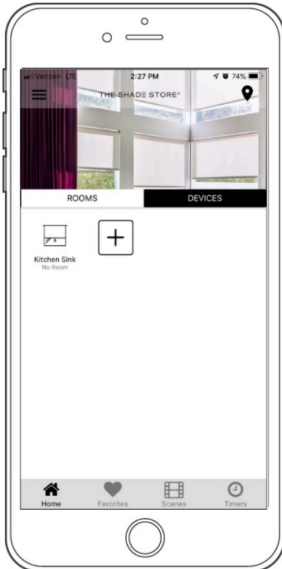 Verizon LTE 2:27 PM 74%
THE SHADE STORE®
ROOMS DEVICES
Kitchen Sink
No Room
Home Favorites Scenes Timers